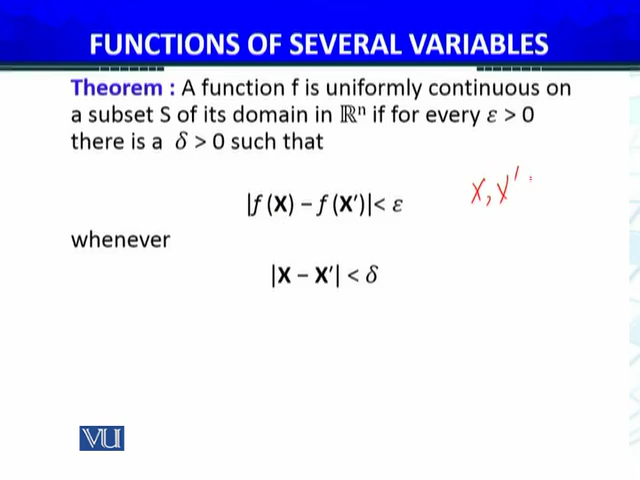 FUNCTIONS OF SEVERAL VARIABLES
Theorem : A function f is uniformly continuous on
a subset S of its domain in ℝⁿ if for every ε > 0
there is a δ > 0 such that
|f (X) − f (X′)|< ε
x, x′
whenever
|X − X′| < δ
VU